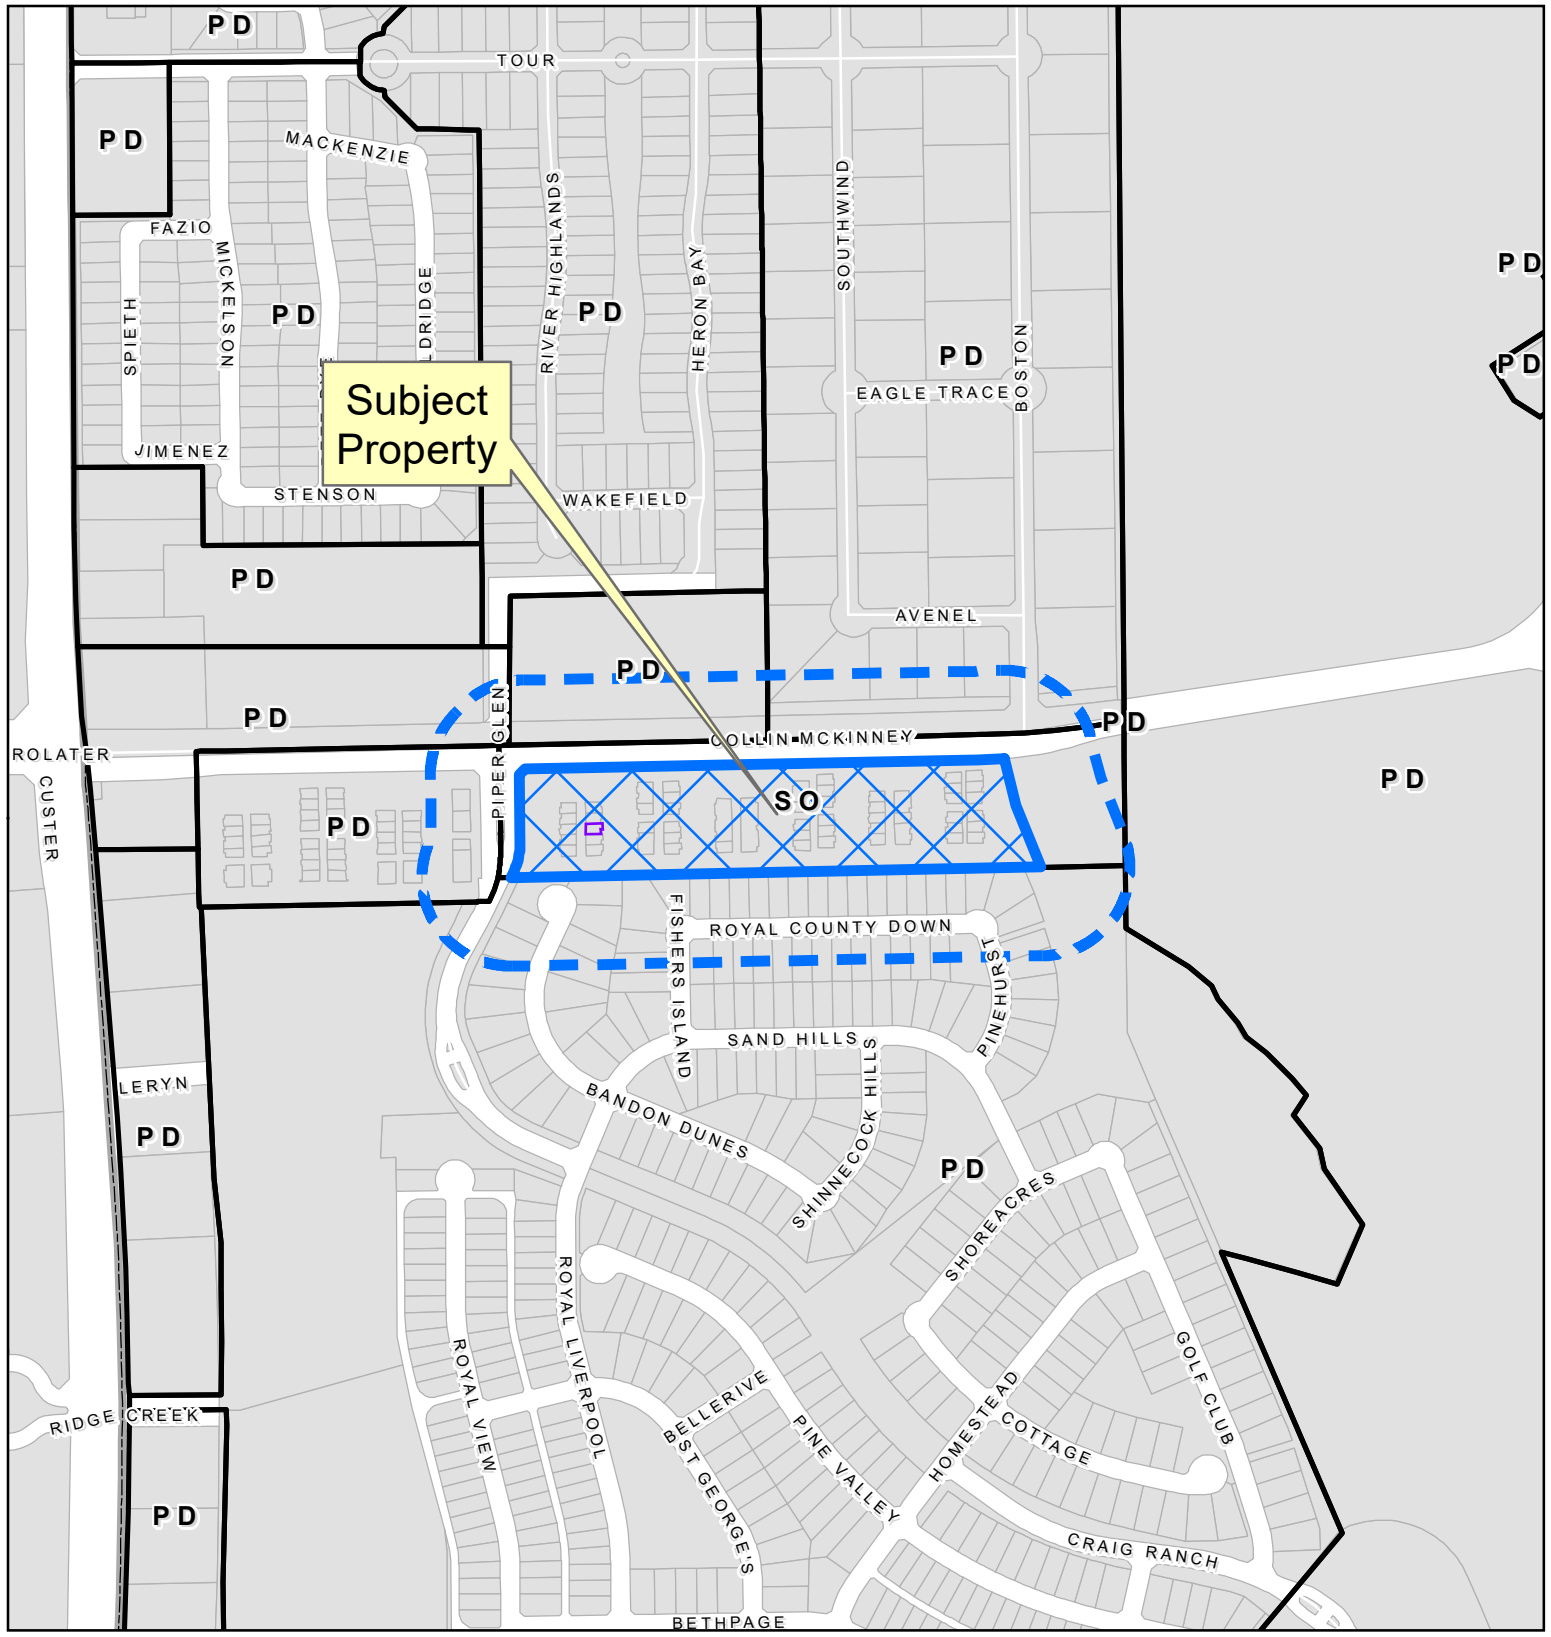 PD
TOUR
PD
MACKENZIE
FAZIO
MICKELSON
SPIETH
PD
LDRIDGE
RIVER HIGHLANDS
PD
HERON BAY
SOUTHWIND
PD
BOSTON
EAGLE TRACE
PD
PD
Subject
Property
JIMENEZ
STENSON
WAKEFIELD
PD
AVENEL
PD
PD
PIPER GLEN
PD
COLLIN MCKINNEY
ROLATER
CUSTER
PD
SO
PD
FISHERS ISLAND
ROYAL COUNTY DOWN
PINEHURST
SAND HILLS
LERYN
BANDON DUNES
SHINNECOCK HILLS
PD
PD
SHOREACRES
ROYAL LIVERPOOL
ROYAL VIEW
GOLF CLUB
BELLERIVE
HOMESTEAD
RIDGE CREEK
COTTAGE
PINE VALLEY
ST GEORGE'S
PD
CRAIG RANCH
BETHPAGE